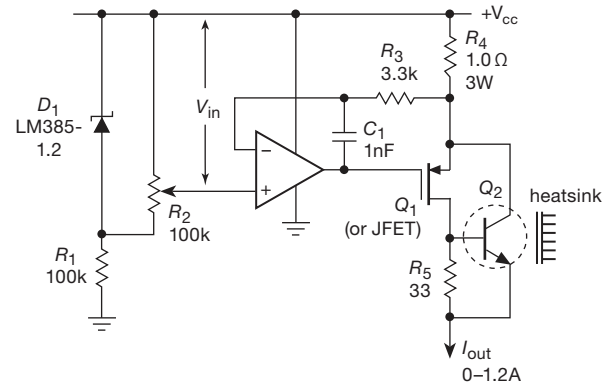 +Vcc
R4
1.0 Ω
3W
R3
3.3k
D1
LM385-
1.2
Vin
C1
1nF
−
+
R2
100k
Q1
(or JFET)
Q2
heatsink
R1
100k
R5
33
Iout
0–1.2A